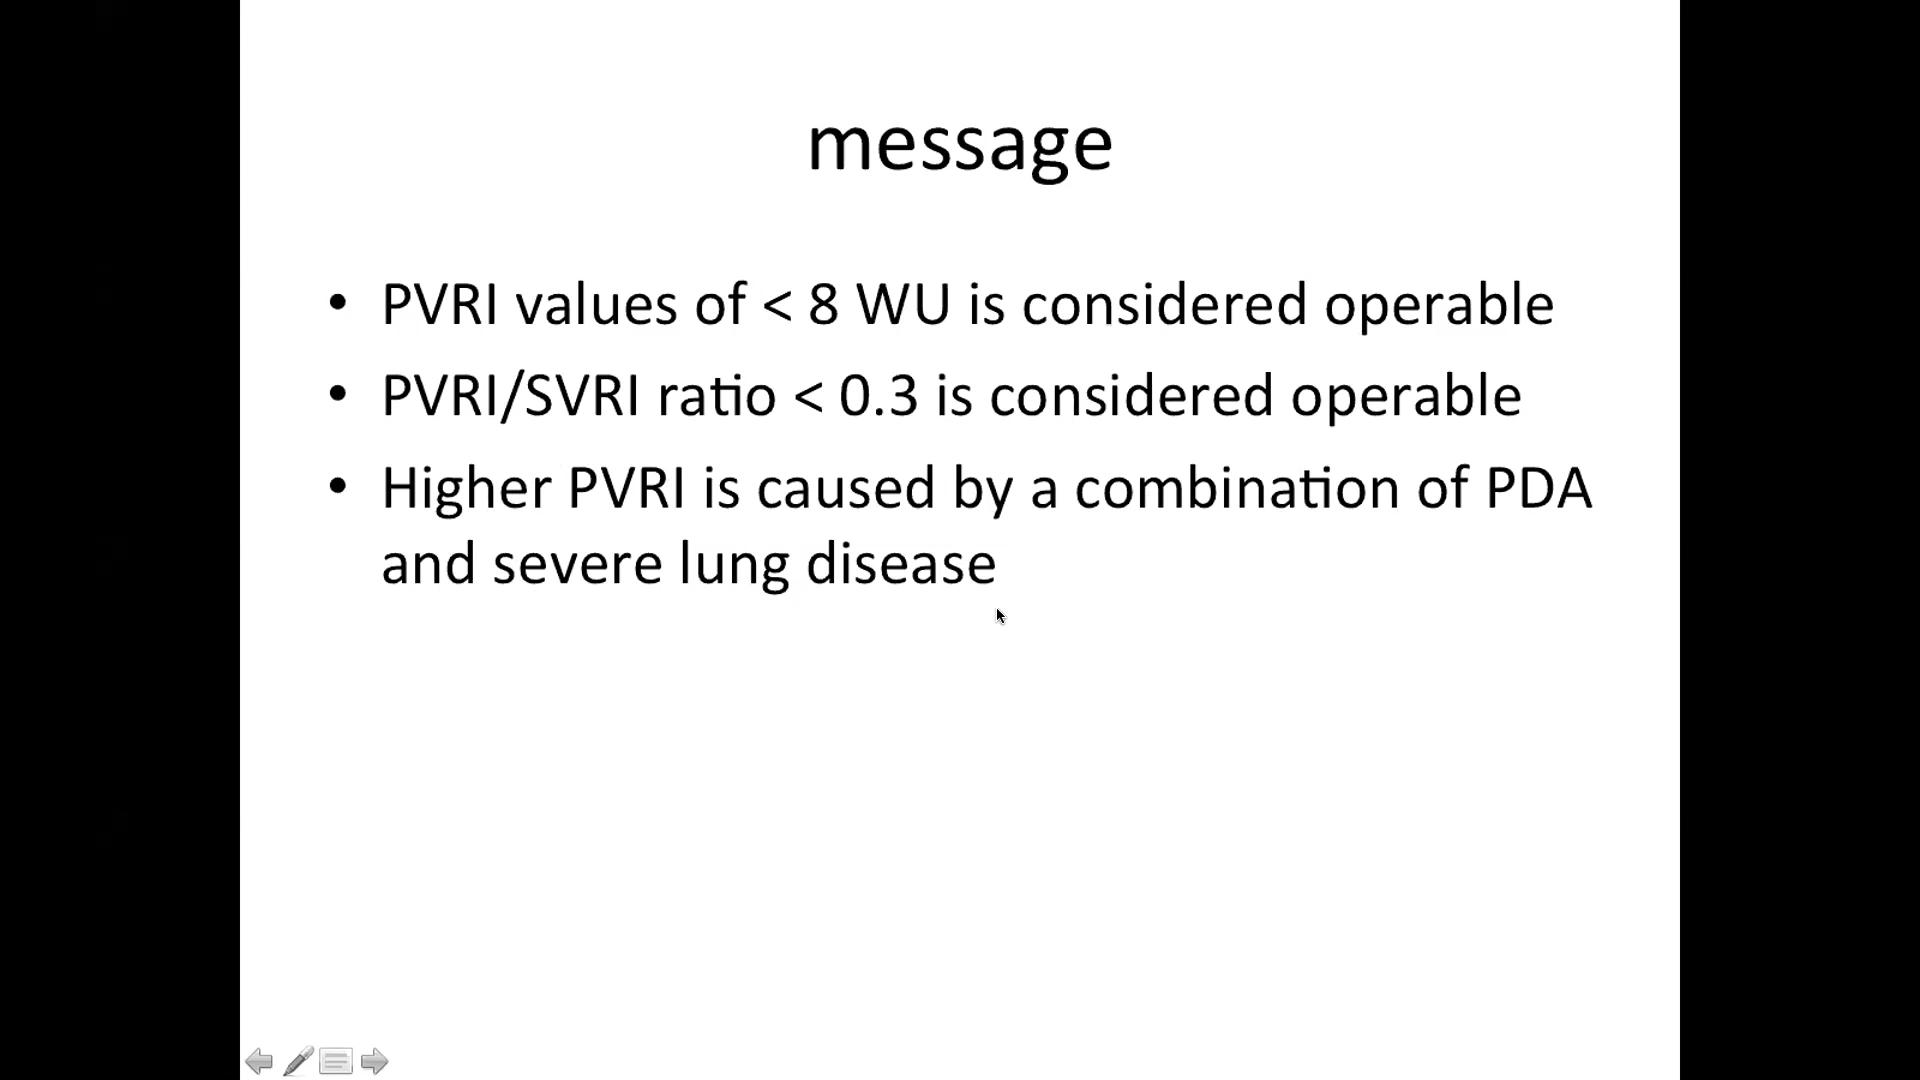 message
• PVRI values of < 8 WU is considered operable
• PVRI/SVRI ratio < 0.3 is considered operable
• Higher PVRI is caused by a combination of PDA
and severe lung disease